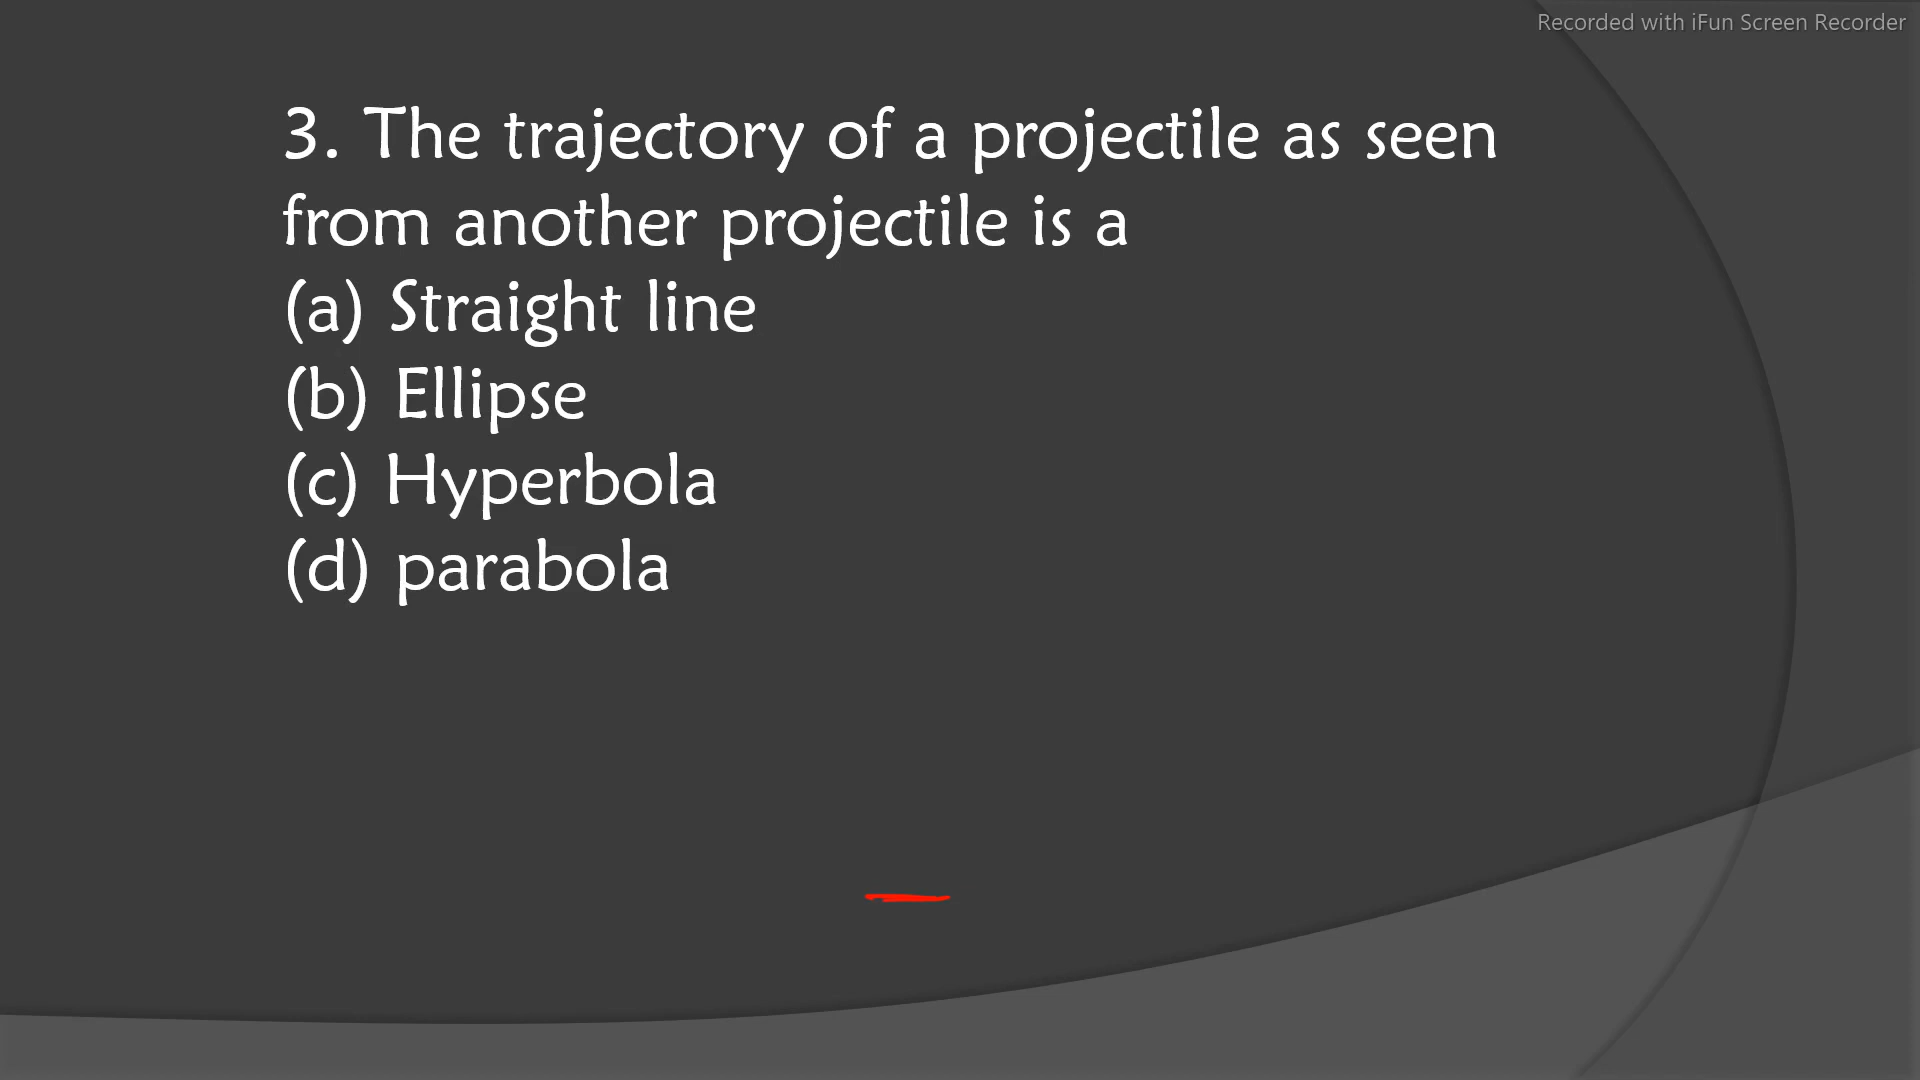 Recorded with iFun Screen Recorder
3. The trajectory of a projectile as seen
from another projectile is a
(a) Straight line
(b) Ellipse
(c) Hyperbola
(d) parabola